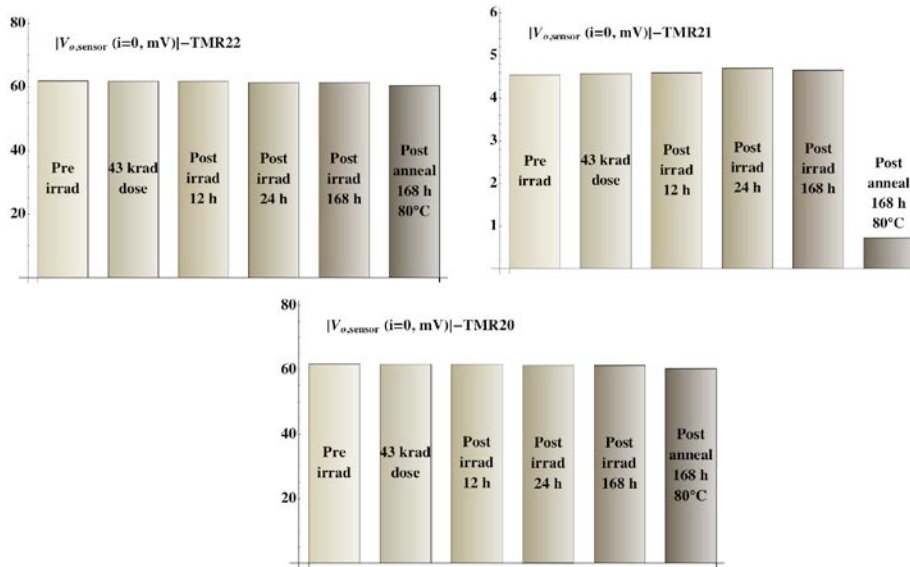 |Vo,sensor (i=0, mV)|−TMR22
80
60
40
20
Pre
irrad
43 krad
dose
Post
irrad
12 h
Post
irrad
24 h
Post
irrad
168 h
Post
anneal
168 h
80°C
|Vo,sensor (i=0, mV)|−TMR21
6
5
4
3
2
1
Pre
irrad
43 krad
dose
Post
irrad
12 h
Post
irrad
24 h
Post
irrad
168 h
Post
anneal
168 h
80°C
|Vo,sensor (i=0, mV)|−TMR20
80
60
40
20
Pre
irrad
43 krad
dose
Post
irrad
12 h
Post
irrad
24 h
Post
irrad
168 h
Post
anneal
168 h
80°C